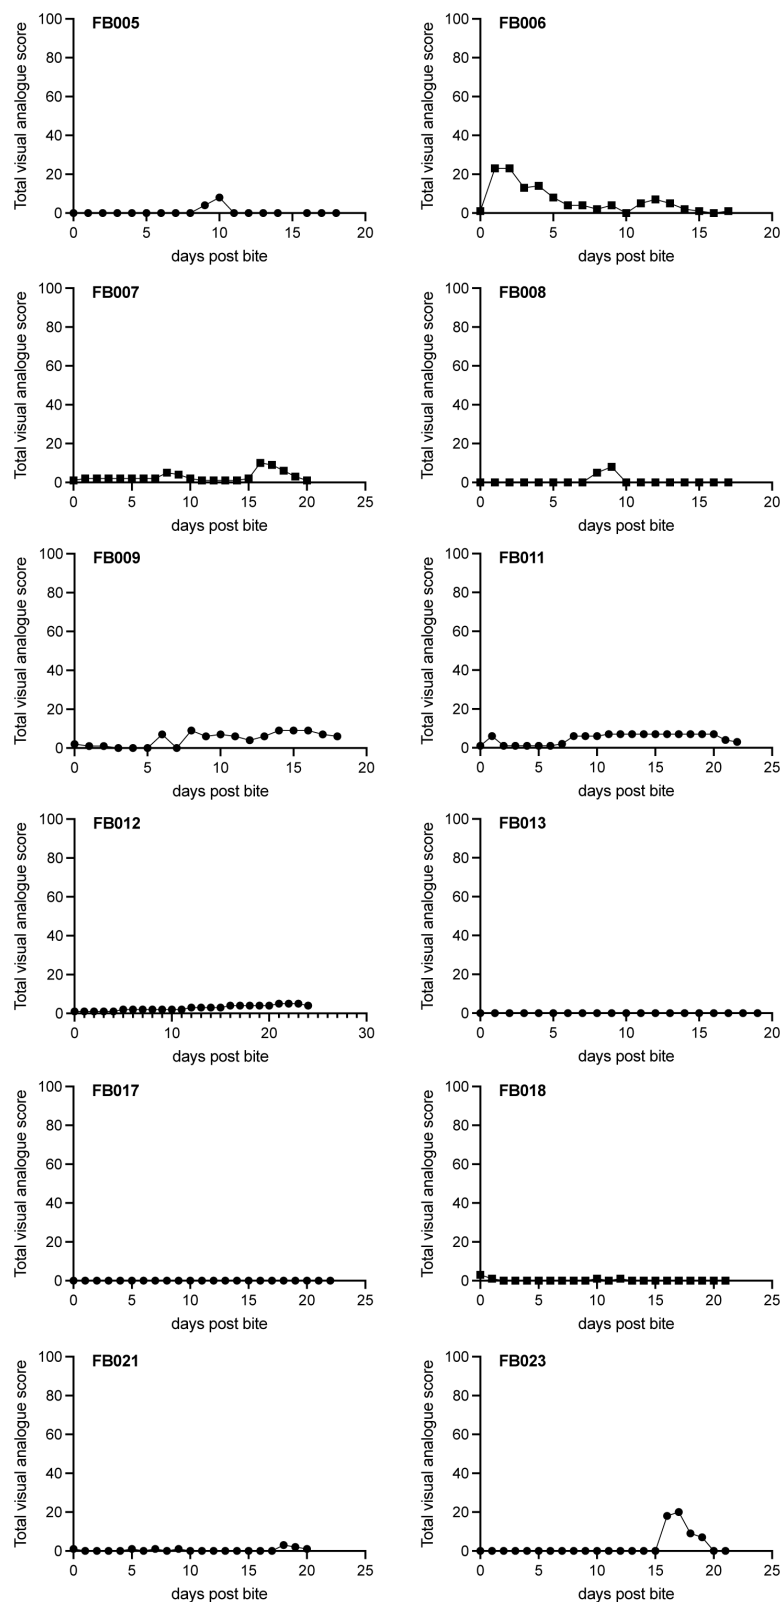 FB005
Total visual analogue score
100
80
60
40
20
0
0 5 10 15 20
days post bite
FB006
Total visual analogue score
100
80
60
40
20
0
0 5 10 15 20
days post bite
FB007
Total visual analogue score
100
80
60
40
20
0
0 5 10 15 20 25
days post bite
FB008
Total visual analogue score
100
80
60
40
20
0
0 5 10 15 20
days post bite
FB009
Total visual analogue score
100
80
60
40
20
0
0 5 10 15 20
days post bite
FB011
Total visual analogue score
100
80
60
40
20
0
0 5 10 15 20 25
days post bite
FB012
Total visual analogue score
100
80
60
40
20
0
0 10 20 30
days post bite
FB013
Total visual analogue score
100
80
60
40
20
0
0 5 10 15 20
days post bite
FB017
Total visual analogue score
100
80
60
40
20
0
0 5 10 15 20 25
days post bite
FB018
Total visual analogue score
100
80
60
40
20
0
0 5 10 15 20 25
days post bite
FB021
Total visual analogue score
100
80
60
40
20
0
0 5 10 15 20 25
days post bite
FB023
Total visual analogue score
100
80
60
40
20
0
0 5 10 15 20 25
days post bite